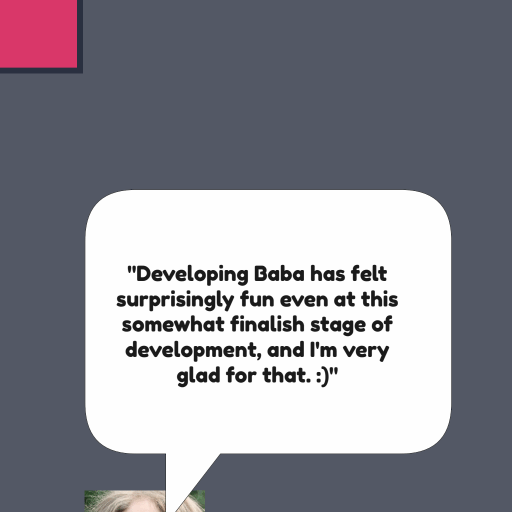 "Developing Baba has felt
surprisingly fun even at this
somewhat finalish stage of
development, and I'm very
glad for that. :)"